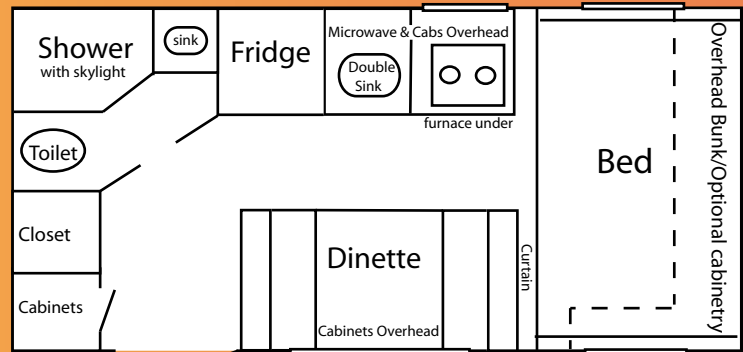 Shower
with skylight
sink
Fridge
Microwave & Cabs Overhead
Double
Sink
furnace under
Bed
Overhead Bunk/Optional cabinetry
Toilet
Closet
Cabinets
Dinette
Cabinets Overhead
Curtain